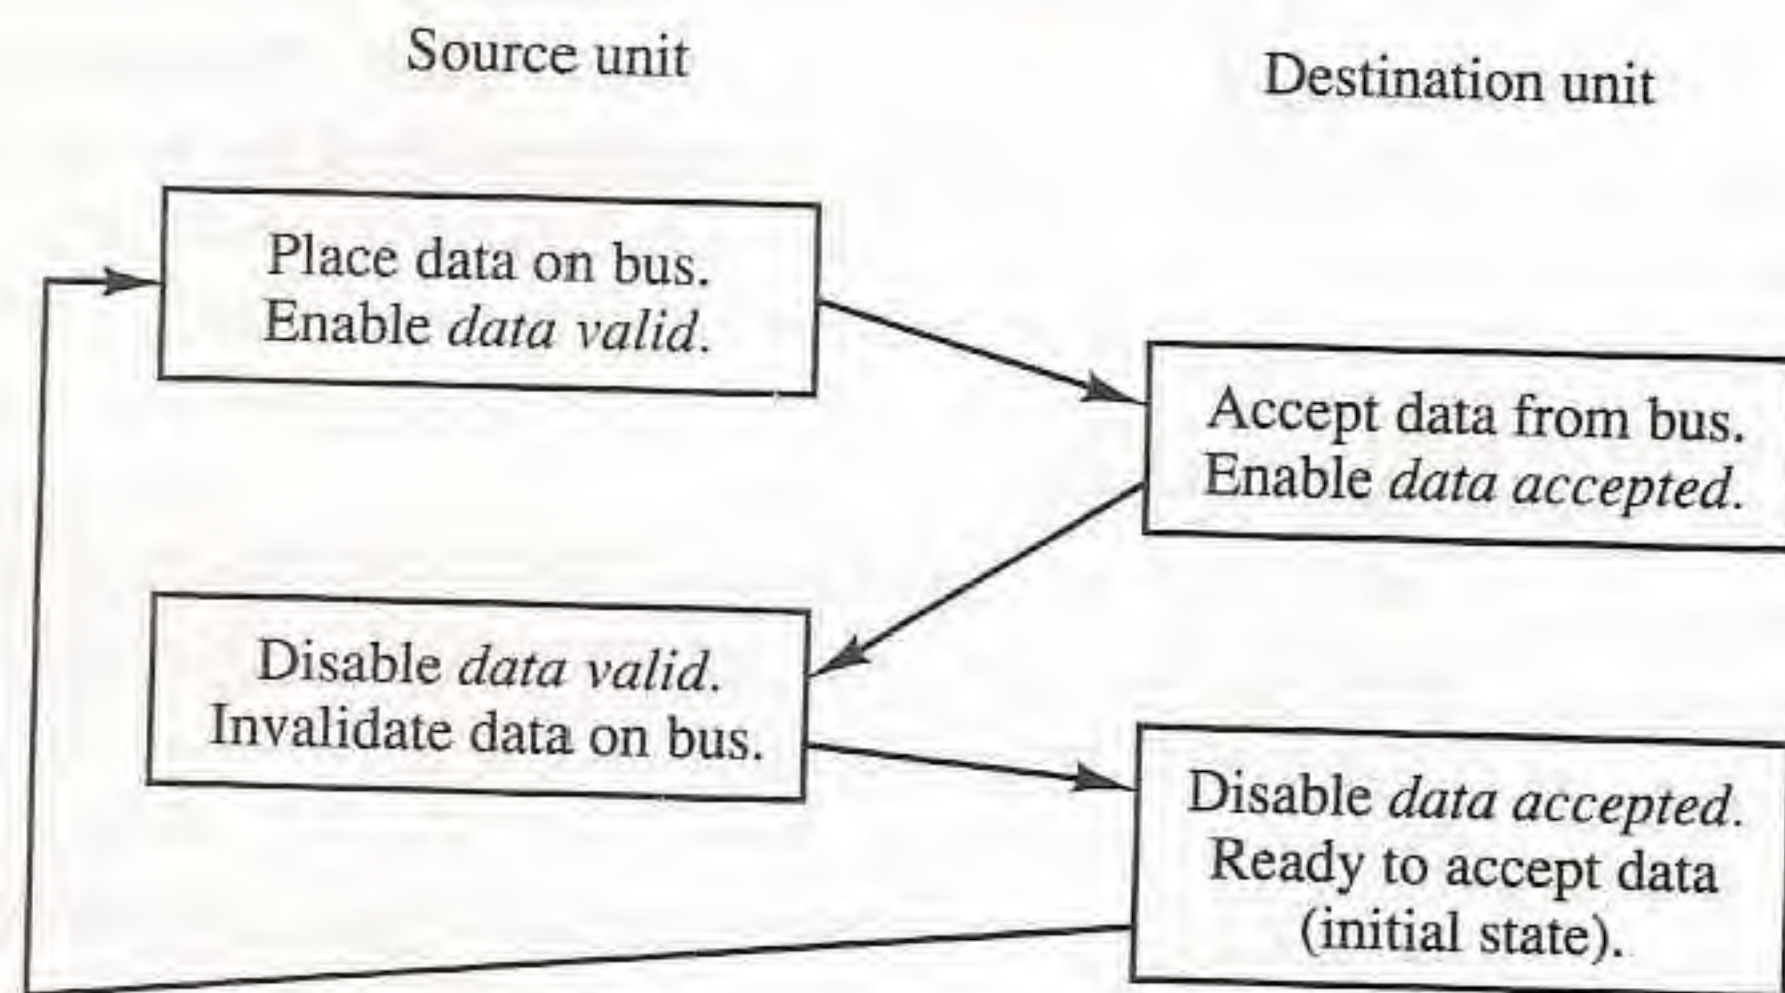 Source unit
Destination unit
Place data on bus.
Enable data valid.
Accept data from bus.
Enable data accepted.
Disable data valid.
Invalidate data on bus.
Disable data accepted.
Ready to accept data
(initial state).